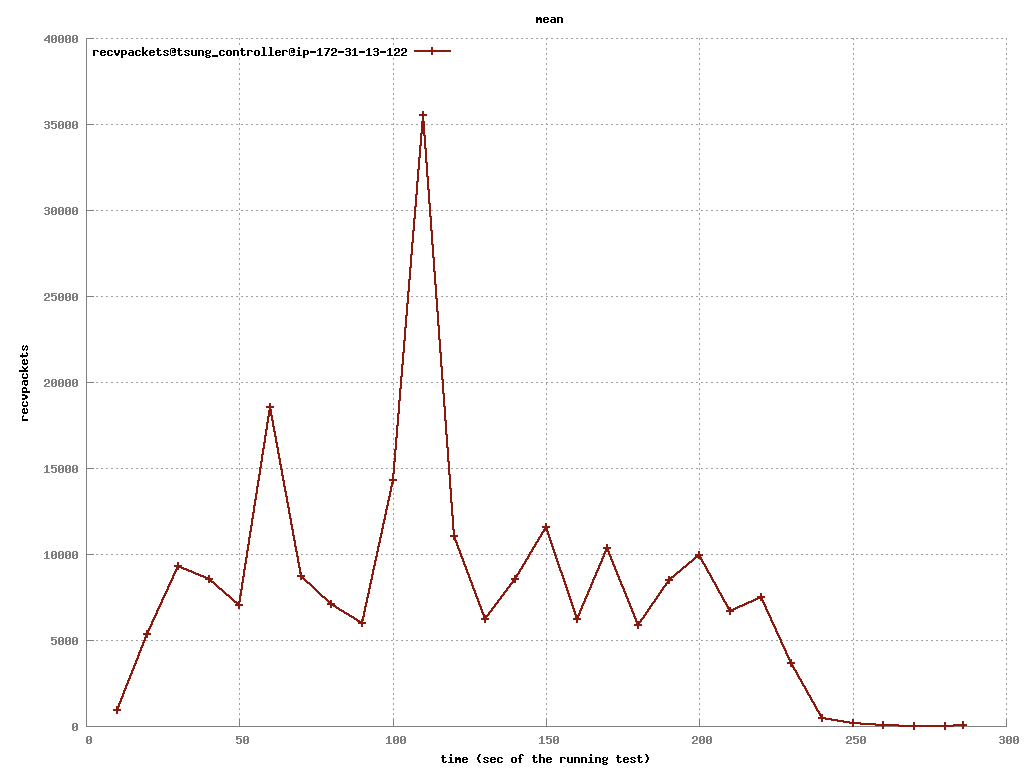 mean
40000
recvpackets@tsung_controller@ip-172-31-13-122
35000
30000
25000
20000
recvpackets
15000
10000
5000
0
0 50 100 150 200 250 300
time (sec of the running test)